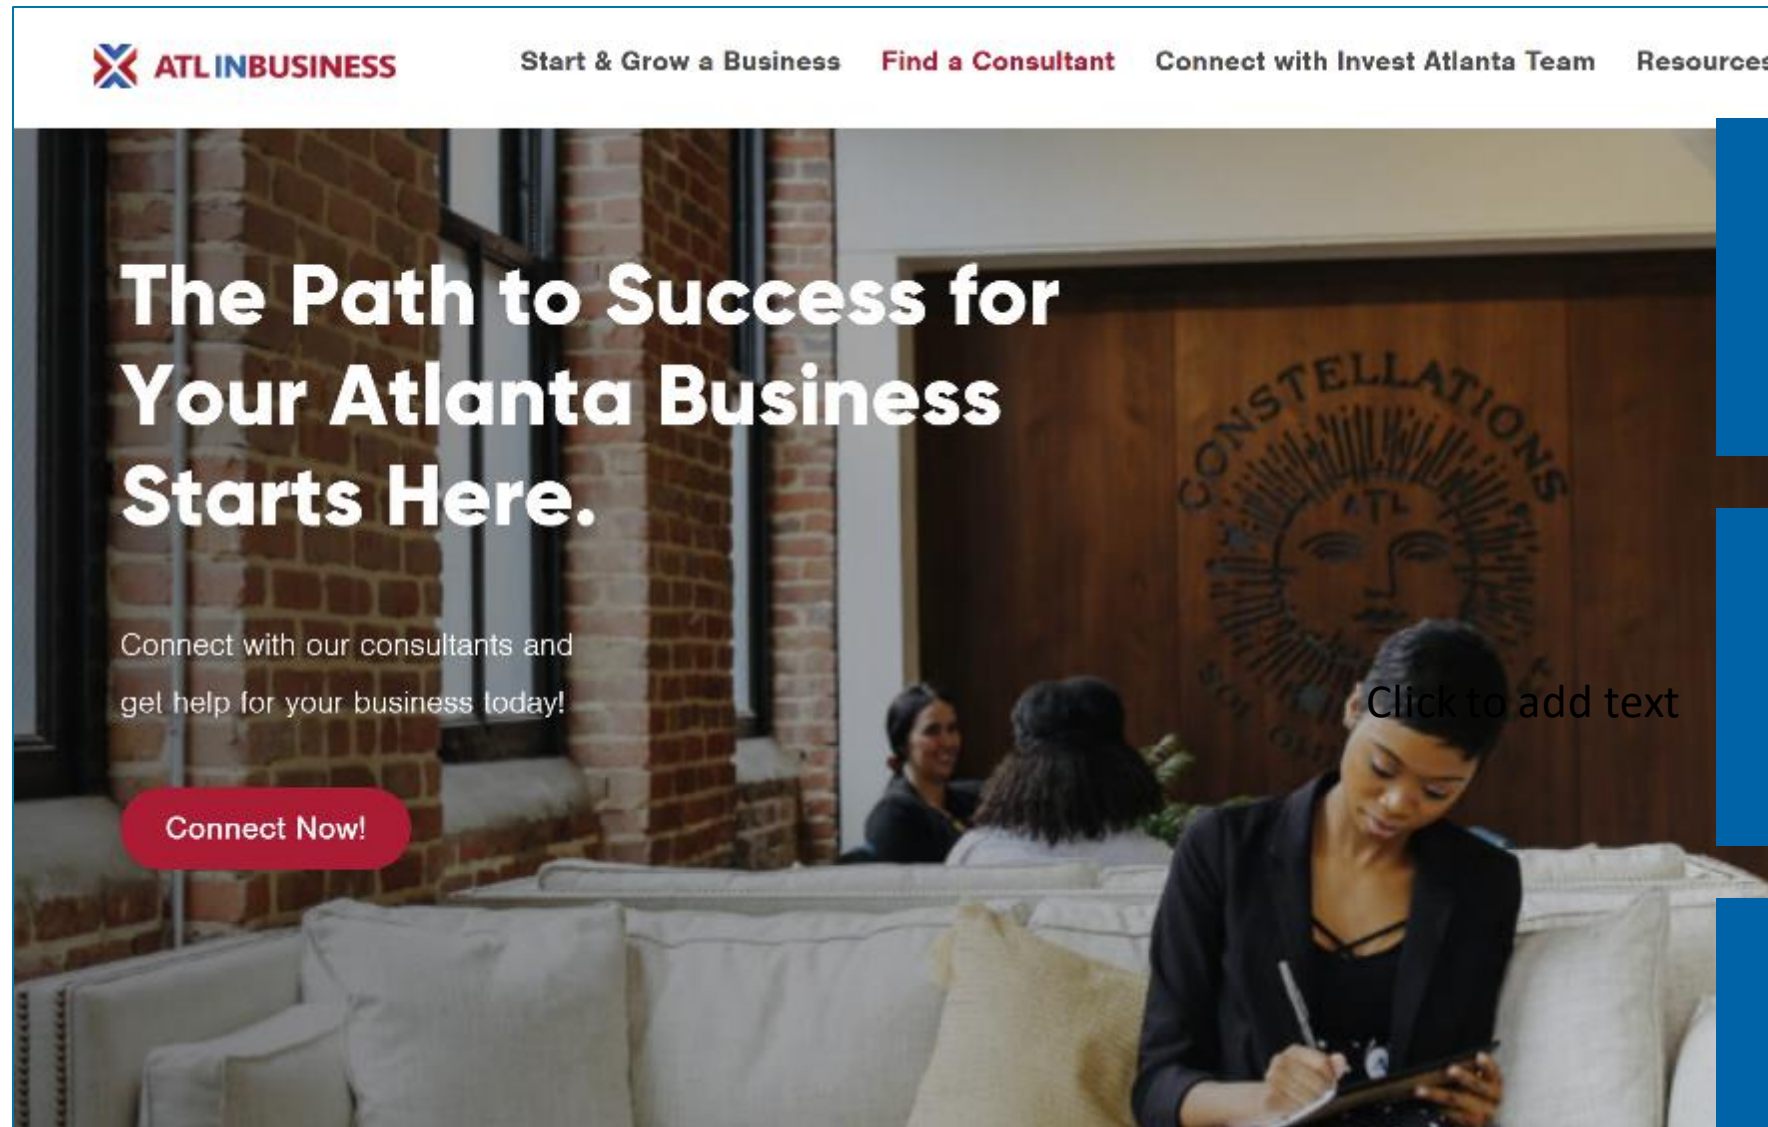 ATL INBUSINESS
Start & Grow a Business
Find a Consultant
Connect with Invest Atlanta Team
Resources
The Path to Success for
Your Atlanta Business
Starts Here.
CONSTELLATIONS
ATL
Connect with our consultants and
get help for your business today!
Click to add text
Connect Now!